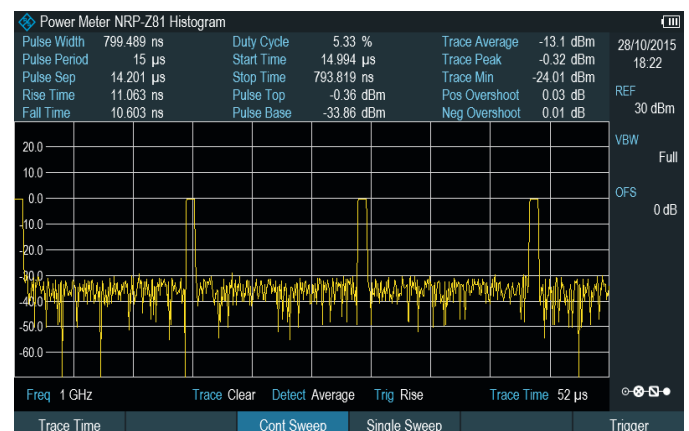 Power Meter NRP-Z81 Histogram
Pulse Width 799.489 ns Duty Cycle 5.33 % Trace Average -13.1 dBm
Pulse Period 15 µs Start Time 14.994 µs Trace Peak -0.32 dBm
Pulse Sep 14.201 µs Stop Time 793.819 ns Trace Min -24.01 dBm
Rise Time 11.063 ns Pulse Top -0.36 dBm Pos Overshoot 0.03 dB
Fall Time 10.603 ns Pulse Base -33.86 dBm Neg Overshoot 0.01 dB
28/10/2015
18:22
REF
30 dBm
VBW
Full
OFS
0 dB
20.0
10.0
0.0
-10.0
-20.0
-30.0
-40.0
-50.0
-60.0
Freq 1 GHz Trace Clear Detect Average Trig Rise Trace Time 52 µs
Trace Time Cont Sweep Single Sweep Trigger